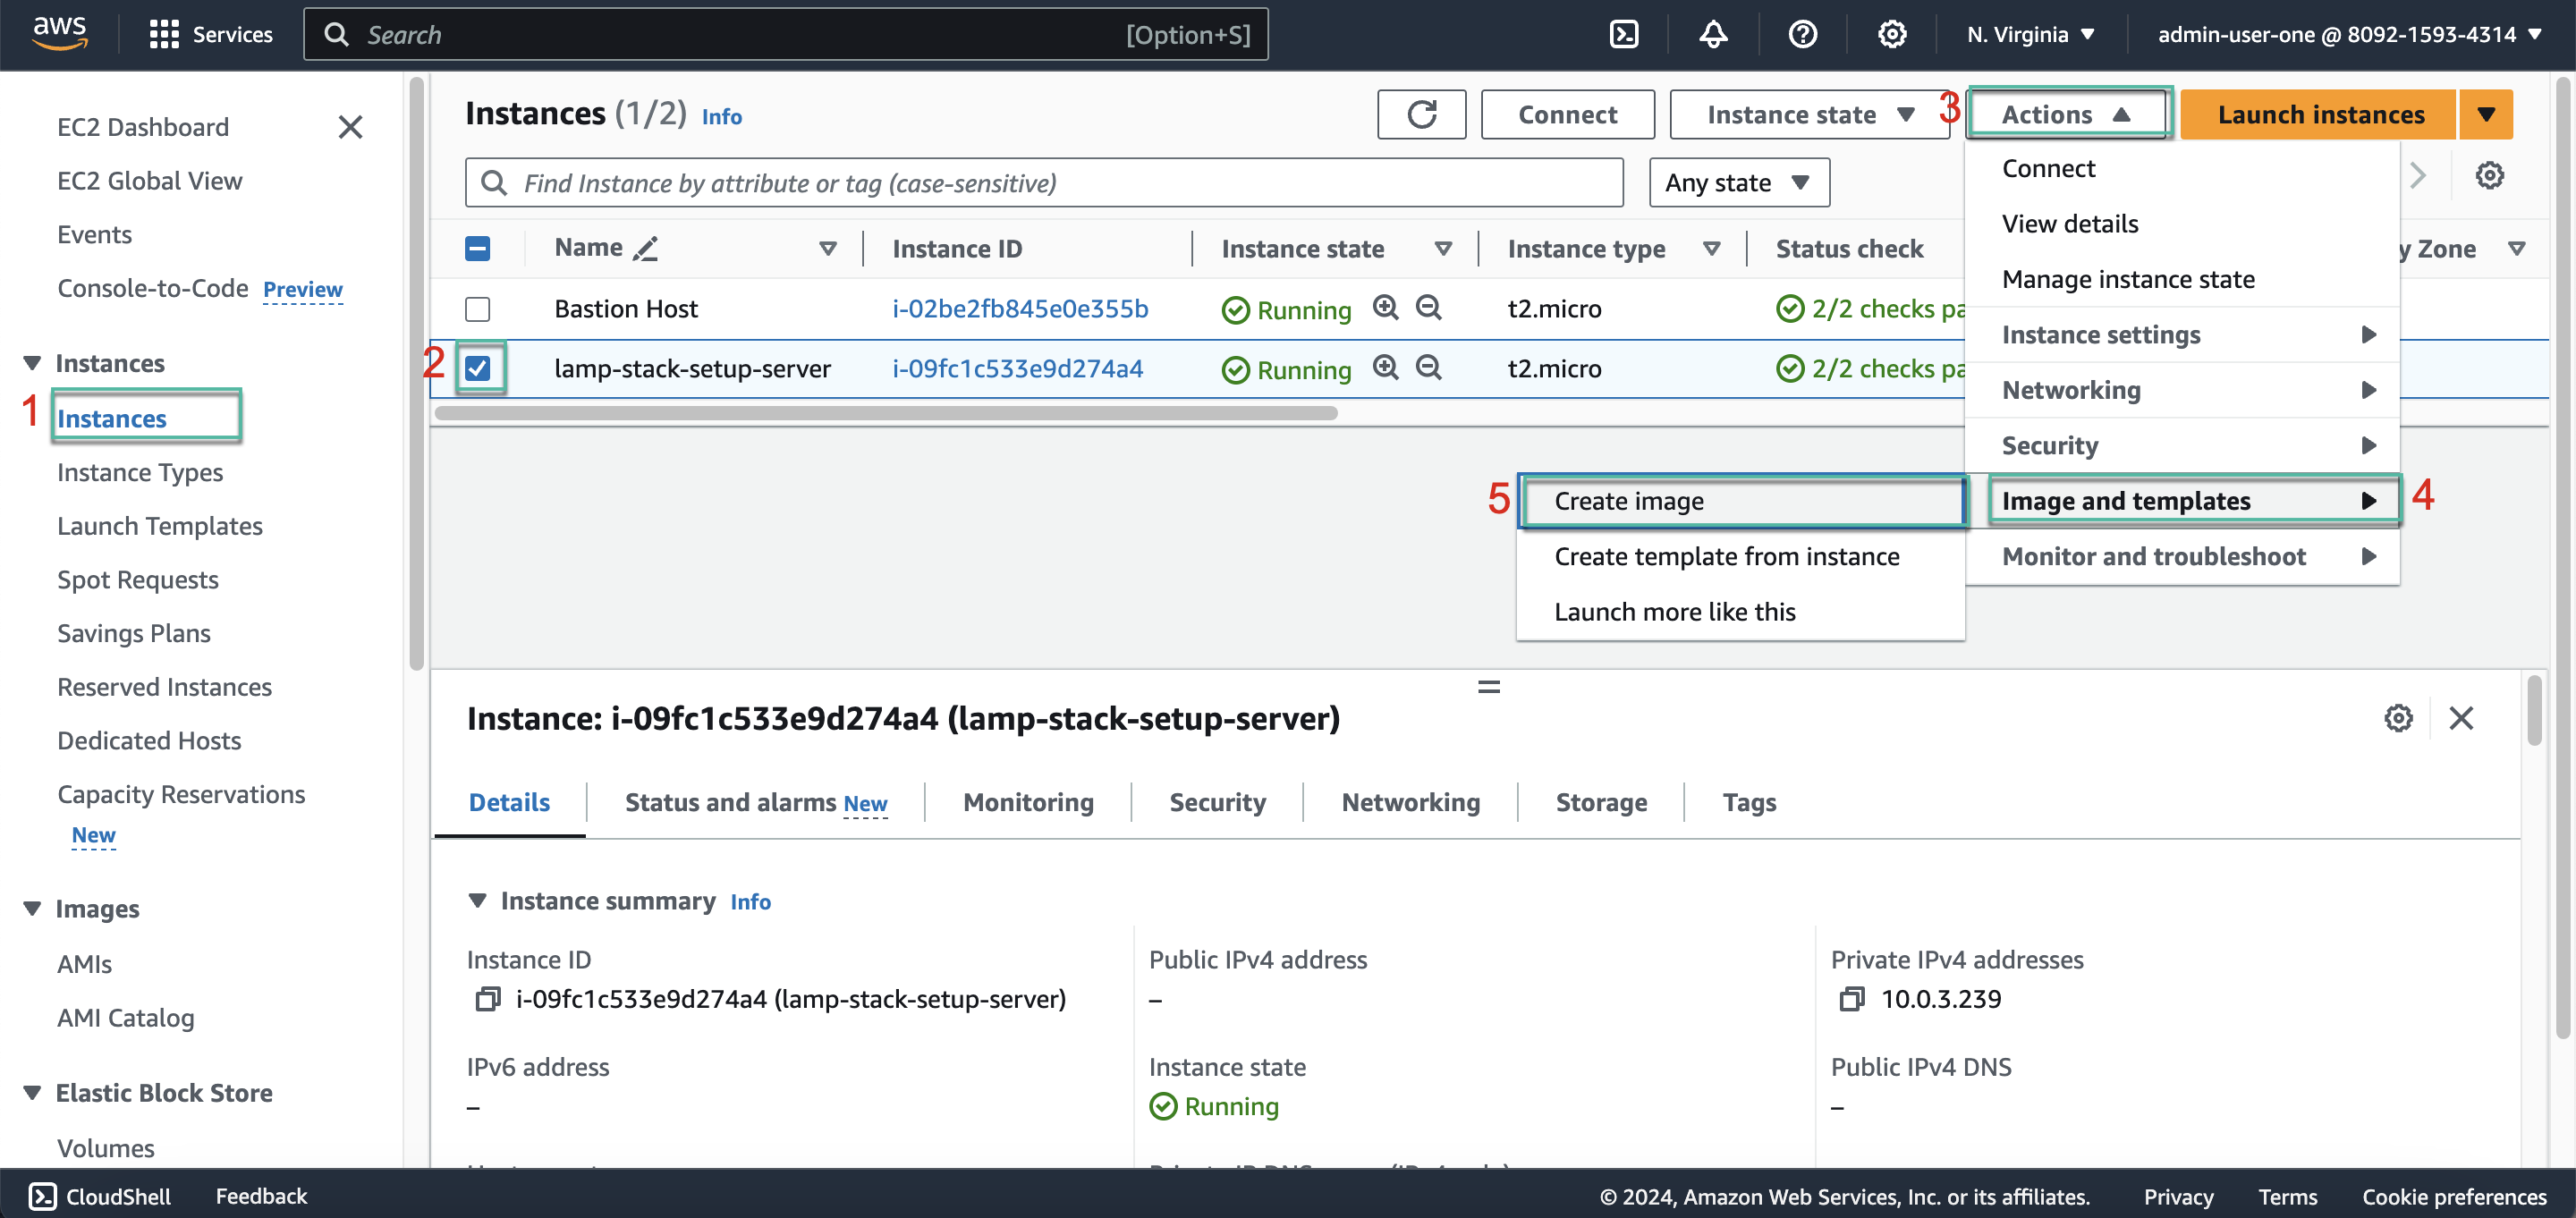 aws
Services
Search
[Option+S]
N. Virginia
admin-user-one @ 8092-1593-4314
EC2 Dashboard
EC2 Global View
Events
Console-to-Code Preview
Instances
1
Instances
Instance Types
Launch Templates
Spot Requests
Savings Plans
Reserved Instances
Dedicated Hosts
Capacity Reservations
New
Images
AMIs
AMI Catalog
Elastic Block Store
Volumes
Instances (1/2) Info
Connect
Instance state
3
Actions
Launch instances
Find Instance by attribute or tag (case-sensitive)
Any state
Name
Instance ID
Instance state
Instance type
Status check
y Zone
Bastion Host
i-02be2fb845e0e355b
Running
t2.micro
2/2 checks pa
2
lamp-stack-setup-server
i-09fc1c533e9d274a4
Running
t2.micro
2/2 checks pa
Connect
View details
Manage instance state
Instance settings
Networking
Security
Image and templates
4
Monitor and troubleshoot
5
Create image
Create template from instance
Launch more like this
Instance: i-09fc1c533e9d274a4 (lamp-stack-setup-server)
Details
Status and alarms New
Monitoring
Security
Networking
Storage
Tags
Instance summary Info
Instance ID
i-09fc1c533e9d274a4 (lamp-stack-setup-server)
Public IPv4 address
–
Private IPv4 addresses
10.0.3.239
IPv6 address
–
Instance state
Running
Public IPv4 DNS
–
CloudShell
Feedback
© 2024, Amazon Web Services, Inc. or its affiliates.
Privacy
Terms
Cookie preferences